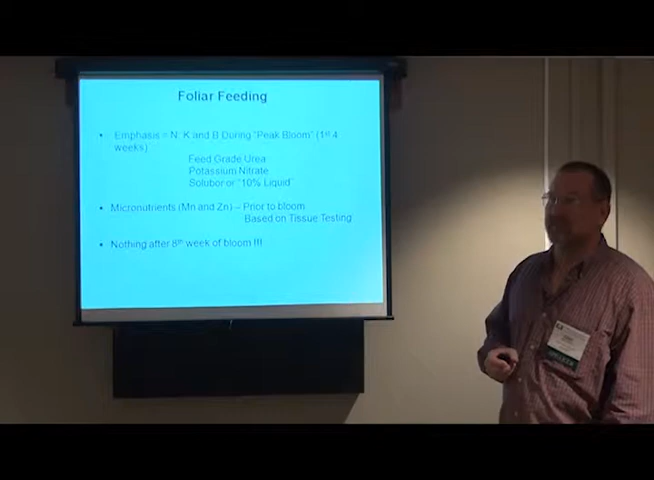 Foliar Feeding
• Emphasis = N, K and B During "Peak Bloom" (1st 4
weeks)
Feed Grade Urea
Potassium Nitrate
Solubor or "10% Liquid"
• Micronutrients (Mn and Zn) – Prior to bloom
Based on Tissue Testing
• Nothing after 8th week of bloom !!!
SPEAKER